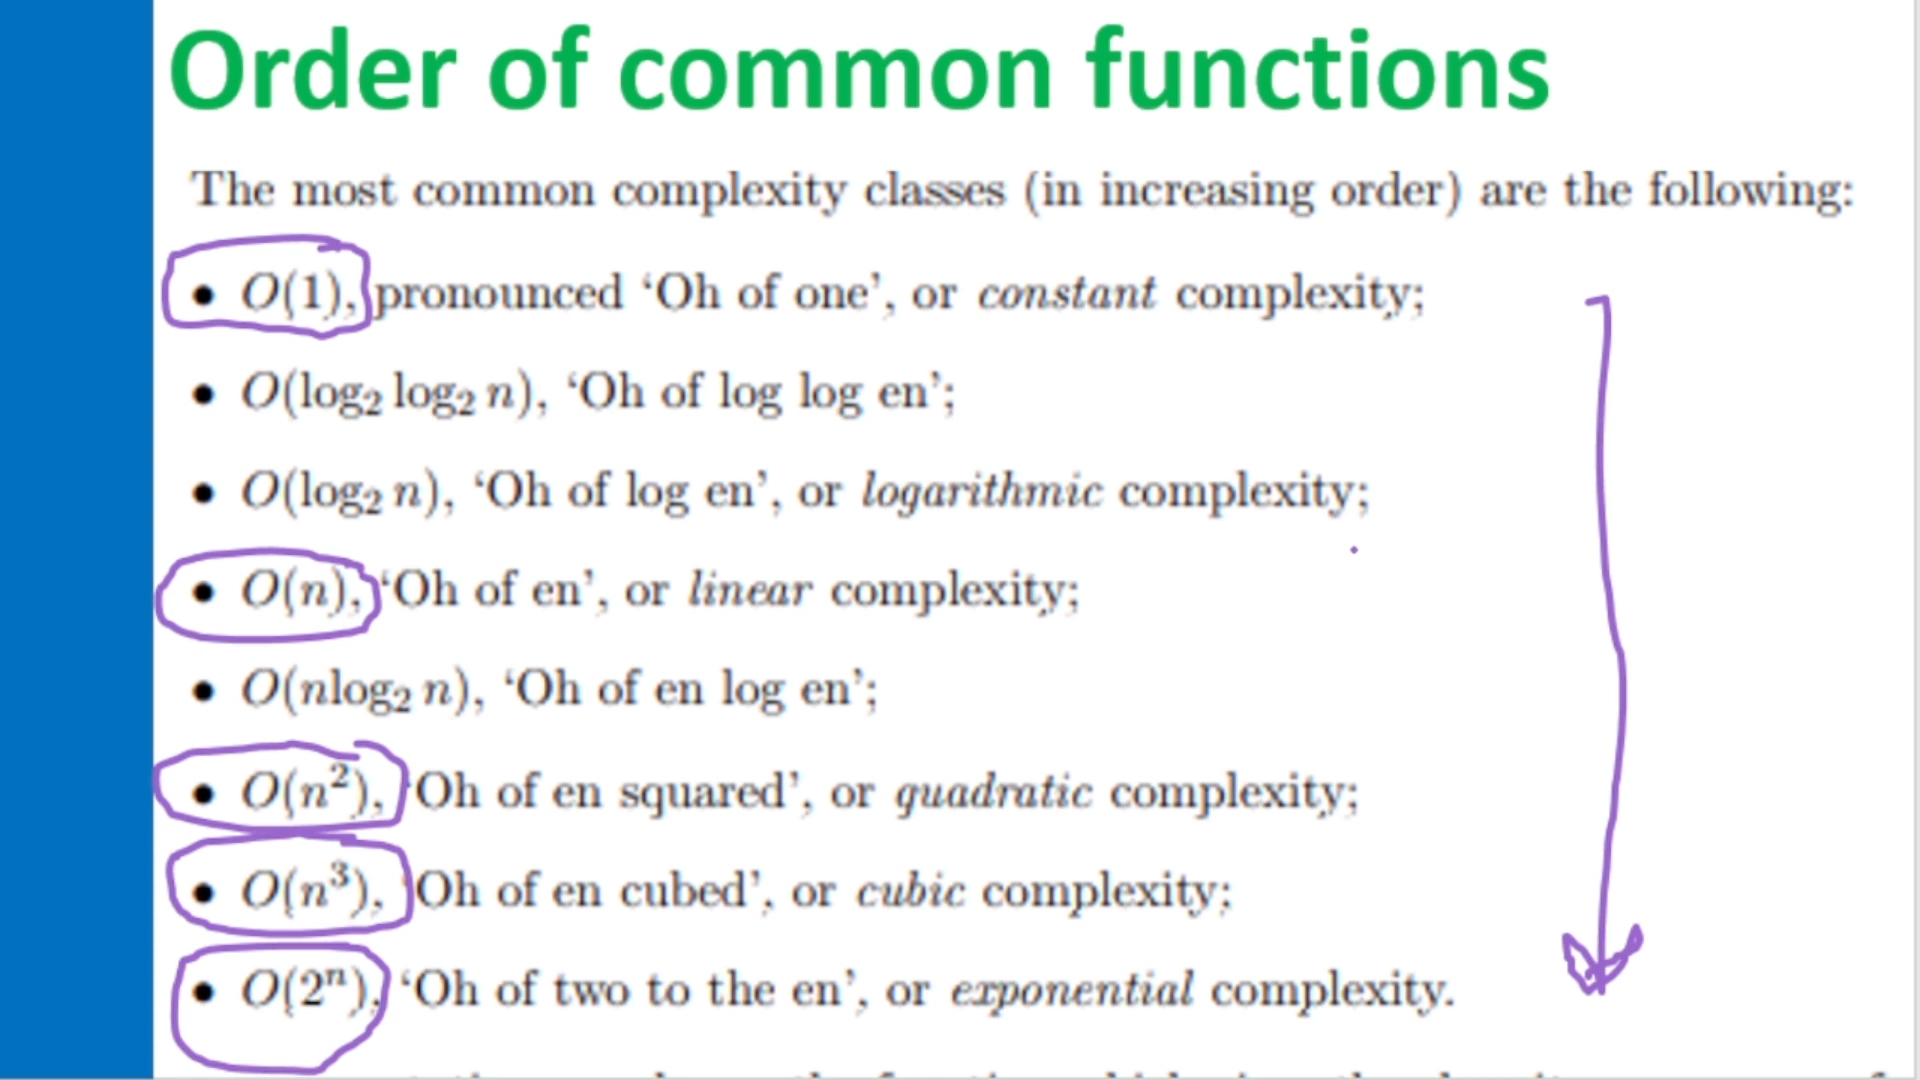 Order of common functions
The most common complexity classes (in increasing order) are the following:
• O(1), pronounced ‘Oh of one’, or constant complexity;
• O(log₂ log₂ n), ‘Oh of log log en’;
• O(log₂ n), ‘Oh of log en’, or logarithmic complexity;
• O(n), ‘Oh of en’, or linear complexity;
• O(nlog₂ n), ‘Oh of en log en’;
• O(n²), ‘Oh of en squared’, or quadratic complexity;
• O(n³), ‘Oh of en cubed’, or cubic complexity;
• O(2ⁿ), ‘Oh of two to the en’, or exponential complexity.